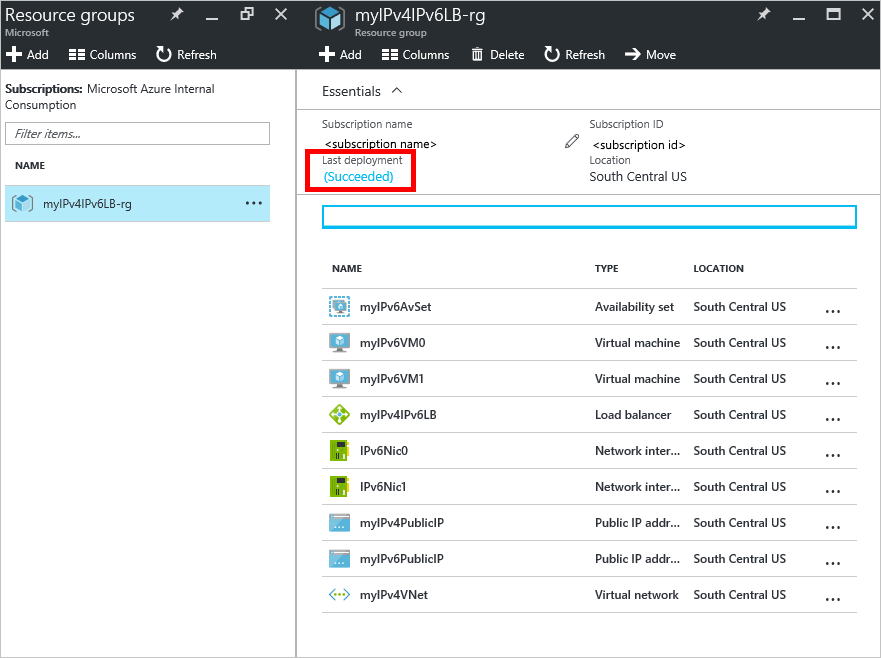 Resource groups
Microsoft
Add Columns Refresh
Subscriptions: Microsoft Azure Internal
Consumption
Filter items...
NAME
myIPv4IPv6LB-rg ...
myIPv4IPv6LB-rg
Resource group
Add Columns Delete Refresh Move
Essentials
Subscription name
<subscription name>
Last deployment
(Succeeded)
Subscription ID
<subscription id>
Location
South Central US
NAME TYPE LOCATION
myIPv6AvSet Availability set South Central US ...
myIPv6VM0 Virtual machine South Central US ...
myIPv6VM1 Virtual machine South Central US ...
myIPv4IPv6LB Load balancer South Central US ...
IPv6Nic0 Network inter... South Central US ...
IPv6Nic1 Network inter... South Central US ...
myIPv4PublicIP Public IP addr... South Central US ...
myIPv6PublicIP Public IP addr... South Central US ...
myIPv4VNet Virtual network South Central US ...